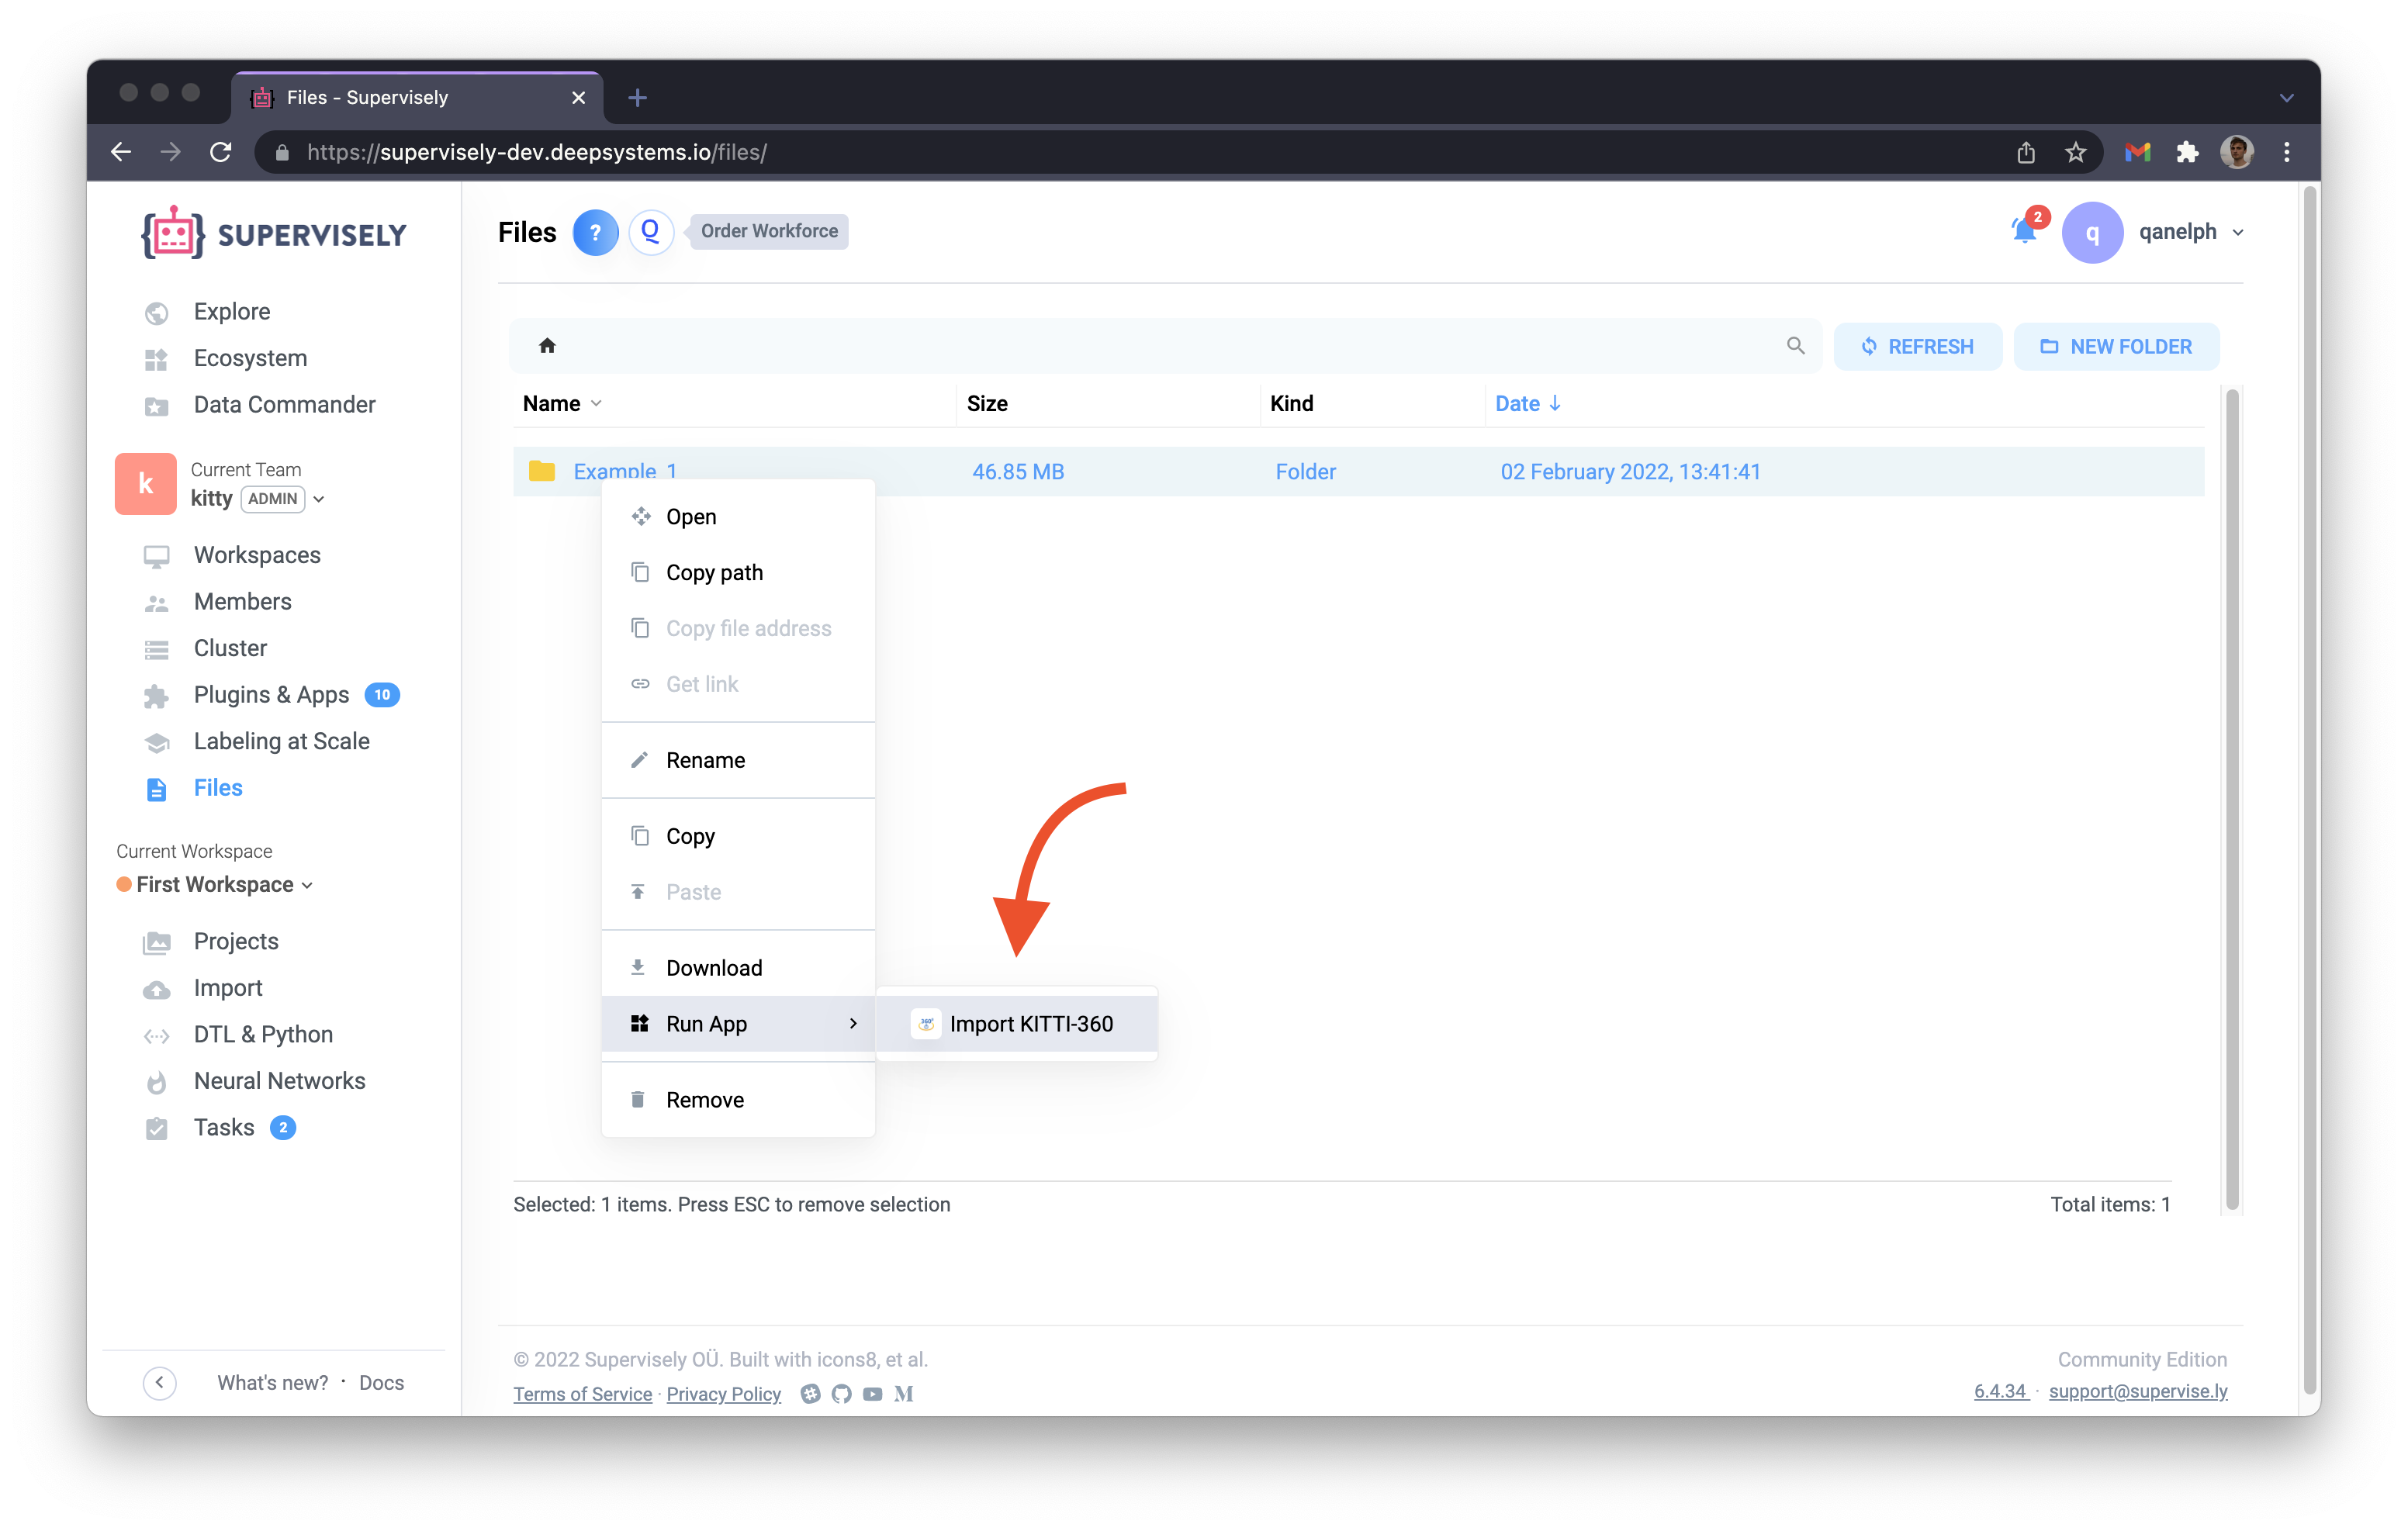 Files - Supervisely
https://supervisely-dev.deepsystems.io/files/
SUPERVISELY
Explore
Ecosystem
Data Commander
k
Current Team
kitty ADMIN
Workspaces
Members
Cluster
Plugins & Apps 10
Labeling at Scale
Files
Current Workspace
First Workspace
Projects
Import
DTL & Python
Neural Networks
Tasks 2
What's new? · Docs
Files ? Q Order Workforce
2 q qanelph
REFRESH NEW FOLDER
Name Size Kind Date
Example_1 46.85 MB Folder 02 February 2022, 13:41:41
Open
Copy path
Copy file address
Get link
Rename
Copy
Paste
Download
Run App
360° Import KITTI-360
Remove
Selected: 1 items. Press ESC to remove selection Total items: 1
© 2022 Supervisely OÜ. Built with icons8, et al. Community Edition
Terms of Service · Privacy Policy 6.4.34 · support@supervise.ly